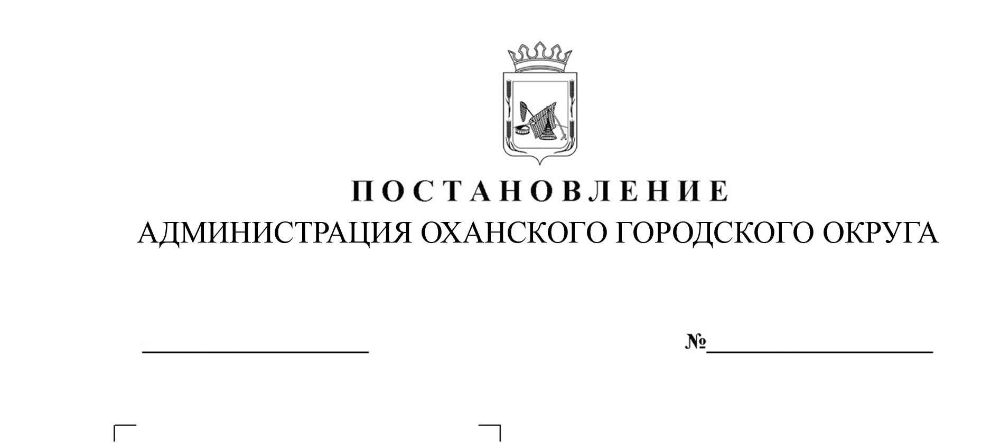 ПОСТАНОВЛЕНИЕ
АДМИНИСТРАЦИЯ ОХАНСКОГО ГОРОДСКОГО ОКРУГА
№